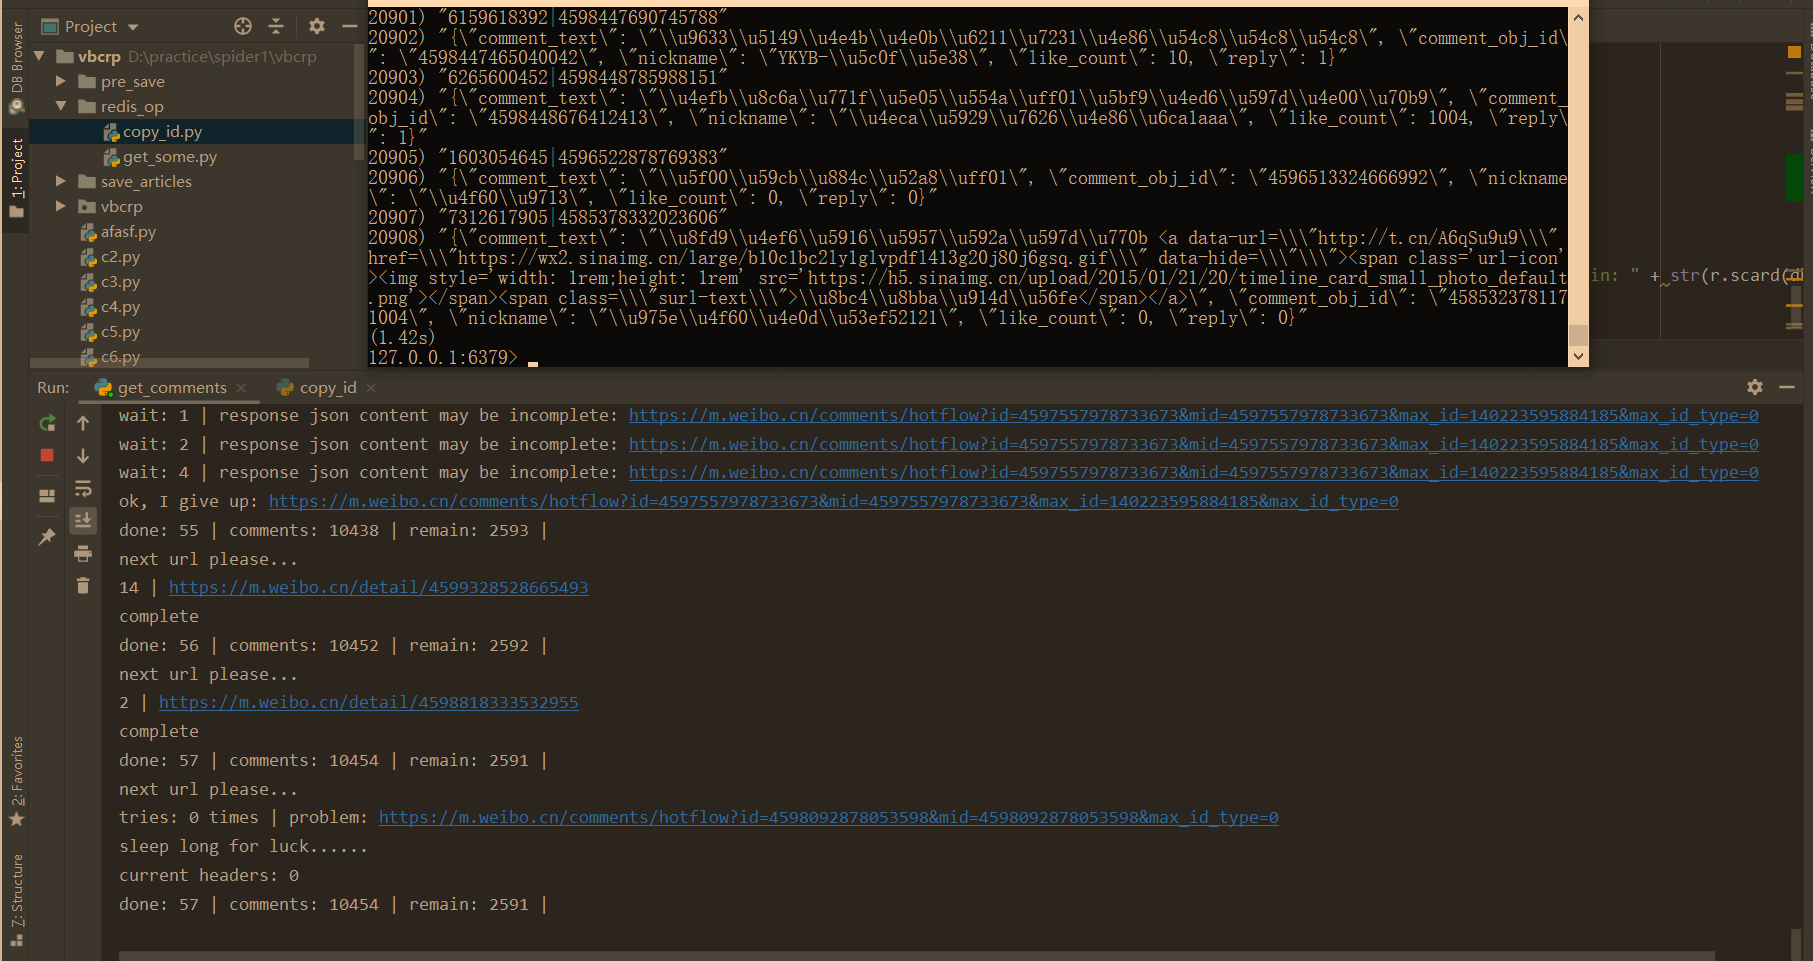 Project
vbcrp D:\practice\spider1\vbcrp
pre_save
redis_op
copy_id.py
get_some.py
save_articles
vbcrp
afasf.py
c2.py
c3.py
c4.py
c5.py
c6.py
DB Browser
1: Project
2: Favorites
7: Structure
20901) "6159618392|4598447690745788"
20902) "{\"comment_text\": \"\\u9633\\u5149\\u4e4b\\u4e0b\\u6211\\u7231\\u4e86\\u54c8\\u54c8\\u54c8\", \"comment_obj_id\
": \"4598447465040042\", \"nickname\": \"YKYB-\\u5c0f\\u5e38\", \"like_count\": 10, \"reply\": 1}"
20903) "6265600452|4598448785988151"
20904) "{\"comment_text\": \"\\u4efb\\u8c6a\\u771f\\u5e05\\u554a\\uff01\\u5bf9\\u4ed6\\u597d\\u4e00\\u70b9\", \"comment_
obj_id\": \"4598448676412413\", \"nickname\": \"\\u4eca\\u5929\\u7626\\u4e86\\u6ca1aaa\", \"like_count\": 1004, \"reply\
": 1}"
20905) "1603054645|4596522878769383"
20906) "{\"comment_text\": \"\\u5f00\\u59cb\\u884c\\u52a8\\uff01\", \"comment_obj_id\": \"4596513324666992\", \"nickname
\": \"\\u4f60\\u9713\", \"like_count\": 0, \"reply\": 0}"
20907) "7312617905|4585378332023606"
20908) "{\"comment_text\": \"\\u8fd9\\u4ef6\\u5916\\u5957\\u592a\\u597d\\u770b <a data-url=\\\"http://t.cn/A6qSu9u9\\\"
href=\\\"https://wx2.sinaimg.cn/large/b10c1bc2ly1glvpdfl413g20j80j6gsq.gif\\\" data-hide=\\\"\\\"><span class='url-icon'
><img style='width: 1rem;height: 1rem' src='https://h5.sinaimg.cn/upload/2015/01/21/20/timeline_card_small_photo_default
.png'></span><span class=\\\"surl-text\\\">\\u8bc4\\u8bba\\u914d\\u56fe</span></a>\", \"comment_obj_id\": \"458532378117
1004\", \"nickname\": \"\\u975e\\u4f60\\u4e0d\\u53ef52121\", \"like_count\": 0, \"reply\": 0}"
(1.42s)
127.0.0.1:6379>
in: " + str(r.scard(d
Run: get_comments copy_id
wait: 1 | response json content may be incomplete: https://m.weibo.cn/comments/hotflow?id=4597557978733673&mid=4597557978733673&max_id=140223595884185&max_id_type=0
wait: 2 | response json content may be incomplete: https://m.weibo.cn/comments/hotflow?id=4597557978733673&mid=4597557978733673&max_id=140223595884185&max_id_type=0
wait: 4 | response json content may be incomplete: https://m.weibo.cn/comments/hotflow?id=4597557978733673&mid=4597557978733673&max_id=140223595884185&max_id_type=0
ok, I give up: https://m.weibo.cn/comments/hotflow?id=4597557978733673&mid=4597557978733673&max_id=140223595884185&max_id_type=0
done: 55 | comments: 10438 | remain: 2593 |
next url please...
14 | https://m.weibo.cn/detail/4599328528665493
complete
done: 56 | comments: 10452 | remain: 2592 |
next url please...
2 | https://m.weibo.cn/detail/4598818333532955
complete
done: 57 | comments: 10454 | remain: 2591 |
next url please...
tries: 0 times | problem: https://m.weibo.cn/comments/hotflow?id=4598092878053598&mid=4598092878053598&max_id_type=0
sleep long for luck......
current headers: 0
done: 57 | comments: 10454 | remain: 2591 |